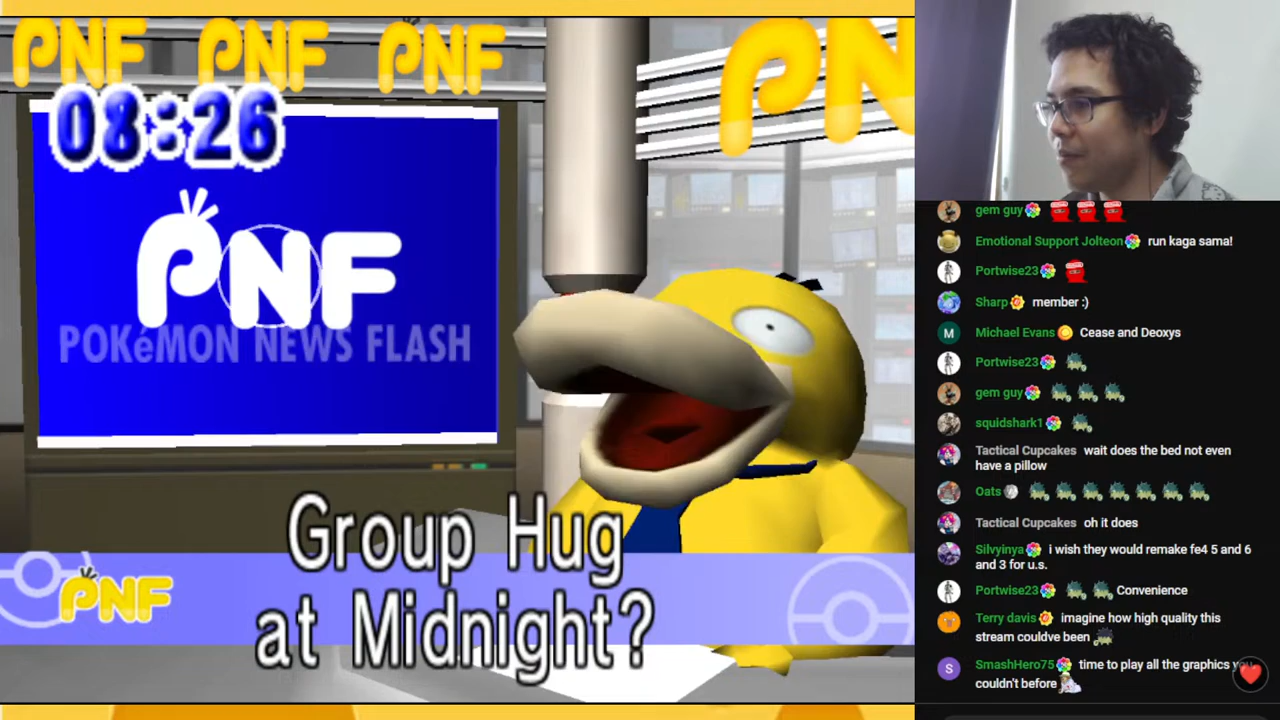 PNF PNF PNF PN
08:26
PNF
POKéMON NEWS FLASH
Group Hug
at Midnight?
PNF
gem guy
Emotional Support Jolteon run kaga sama!
Portwise23
Sharp member :)
M Michael Evans Cease and Deoxys
Portwise23
gem guy
squidshark1
Tactical Cupcakes wait does the bed not even
have a pillow
Oats
Tactical Cupcakes oh it does
Silvyinya i wish they would remake fe4 5 and 6
and 3 for u.s.
Portwise23 Convenience
Terry davis imagine how high quality this
stream couldve been
S SmashHero75 time to play all the graphics you
couldn't before